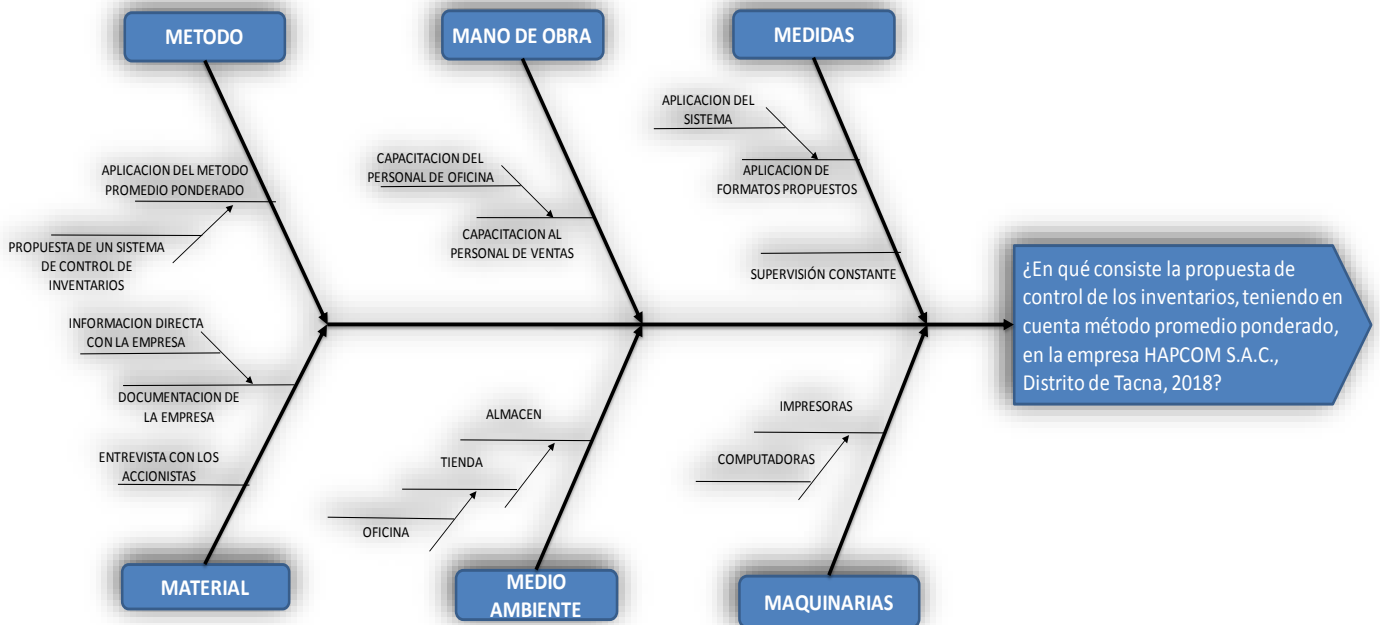 METODO
MANO DE OBRA
MEDIDAS
APLICACION DEL
SISTEMA
APLICACION DE
FORMATOS PROPUESTOS
SUPERVISIÓN CONSTANTE
CAPACITACION DEL
PERSONAL DE OFICINA
CAPACITACION AL
PERSONAL DE VENTAS
APLICACION DEL METODO
PROMEDIO PONDERADO
PROPUESTA DE UN SISTEMA
DE CONTROL DE
INVENTARIOS
¿En qué consiste la propuesta de
control de los inventarios, teniendo en
cuenta método promedio ponderado,
en la empresa HAPCOM S.A.C.,
Distrito de Tacna, 2018?
INFORMACION DIRECTA
CON LA EMPRESA
DOCUMENTACION DE
LA EMPRESA
ENTREVISTA CON LOS
ACCIONISTAS
ALMACEN
TIENDA
OFICINA
IMPRESORAS
COMPUTADORAS
MATERIAL
MEDIO
AMBIENTE
MAQUINARIAS